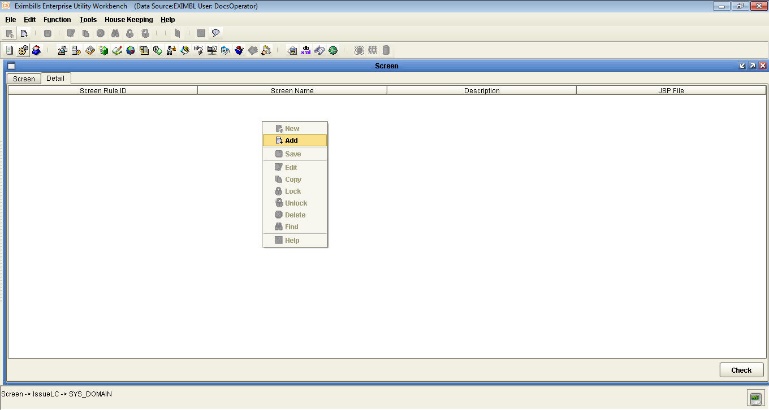 Eximbills Enterprise Utility Workbench (Data Source:EXIMBL User: DocsOperator)
File Edit Function Tools House Keeping Help
Screen
Screen Detail
Screen Rule ID Screen Name Description JSP File
New
Add
Save
Edit
Copy
Lock
Unlock
Delete
Find
Help
Check
Screen -> IssueLC -> SYS_DOMAIN